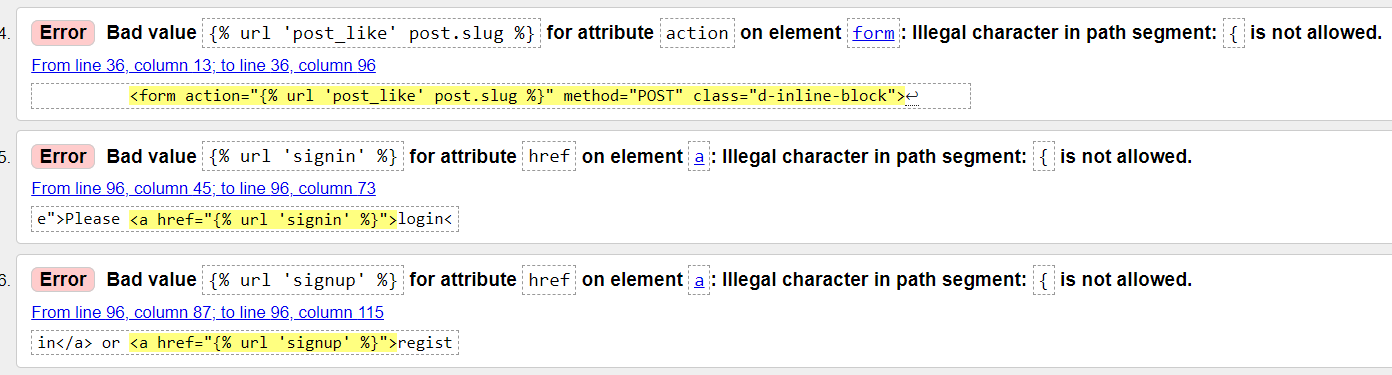 4. Error Bad value {% url 'post_like' post.slug %} for attribute action on element form: Illegal character in path segment: { is not allowed.
From line 36, column 13; to line 36, column 96
<form action="{% url 'post_like' post.slug %}" method="POST" class="d-inline-block">↩
5. Error Bad value {% url 'signin' %} for attribute href on element a: Illegal character in path segment: { is not allowed.
From line 96, column 45; to line 96, column 73
e">Please <a href="{% url 'signin' %}">login<
6. Error Bad value {% url 'signup' %} for attribute href on element a: Illegal character in path segment: { is not allowed.
From line 96, column 87; to line 96, column 115
in</a> or <a href="{% url 'signup' %}">regist